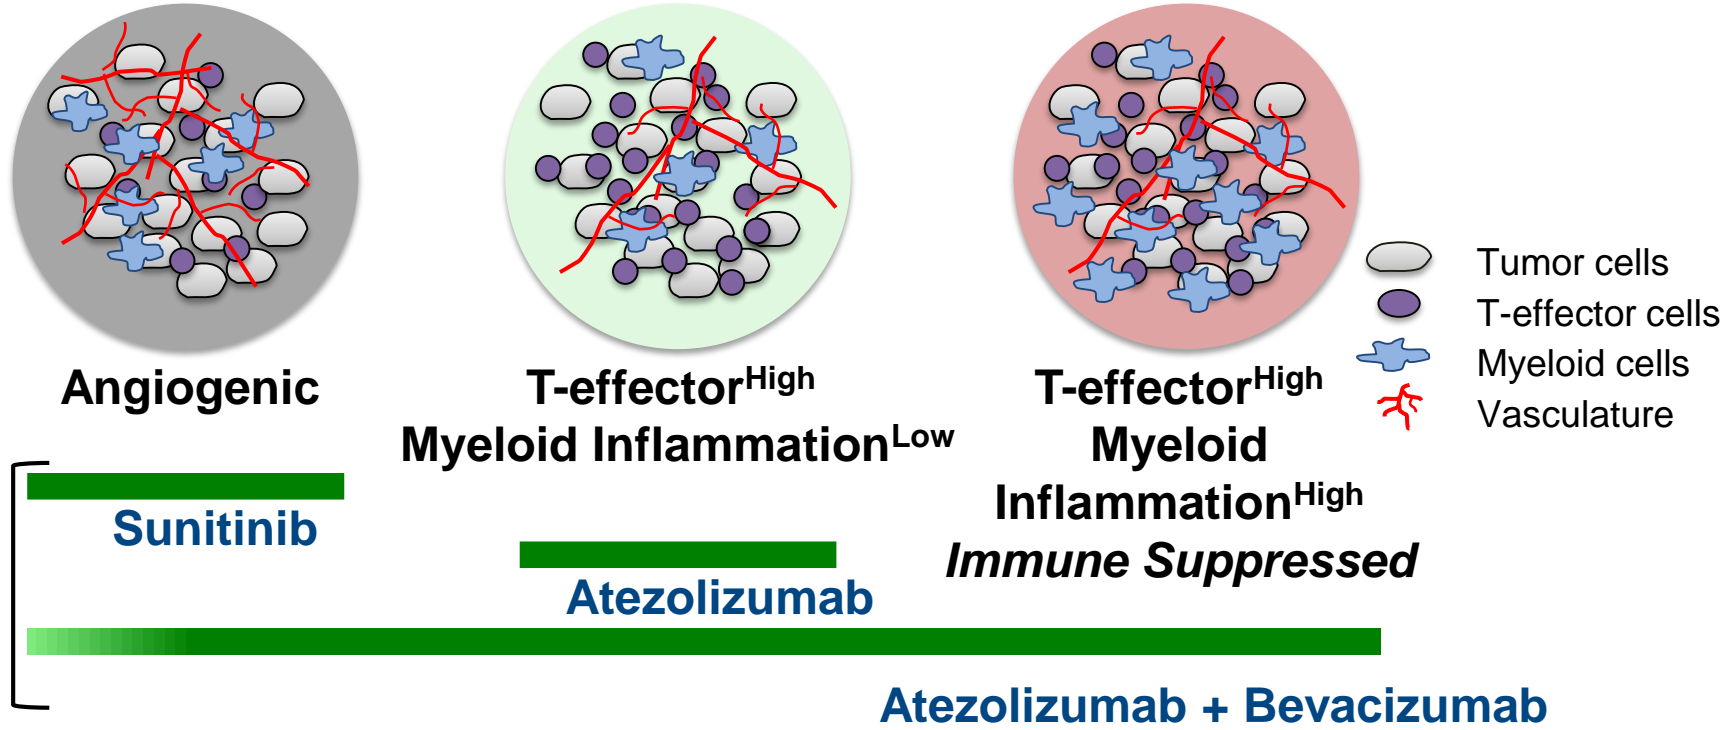 Tumor cells
T-effector cells
Myeloid cells
Vasculature
Angiogenic
T-effectorHigh
Myeloid InflammationLow
T-effectorHigh
Myeloid
InflammationHigh
Immune Suppressed
Sunitinib
Atezolizumab
Atezolizumab + Bevacizumab